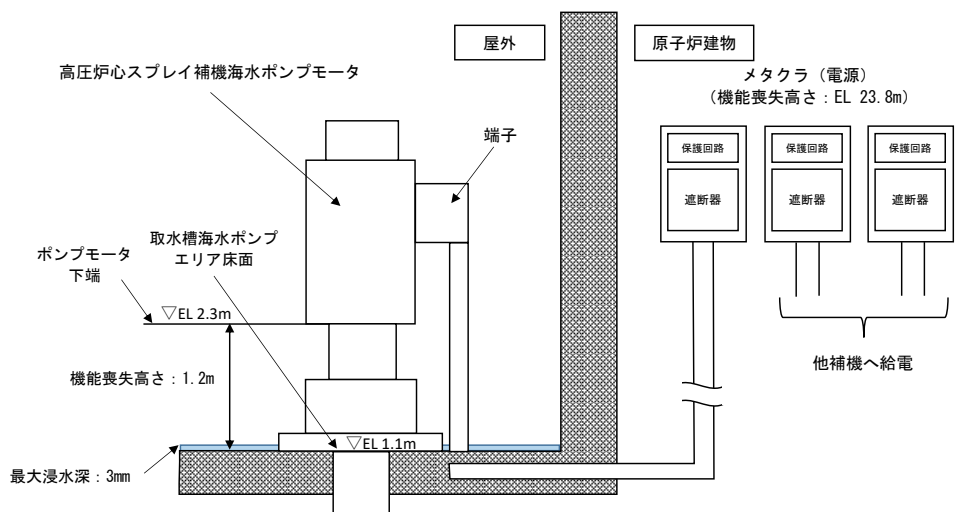 屋外
原子炉建物
高圧炉心スプレイ補機海水ポンプモータ
メタクラ（電源）
（機能喪失高さ：EL 23.8m）
端子
保護回路
保護回路
保護回路
遮断器
遮断器
遮断器
取水槽海水ポンプ
エリア床面
ポンプモータ
下端
▽EL 2.3m
機能喪失高さ：1.2m
他補機へ給電
▽EL 1.1m
最大浸水深：3mm